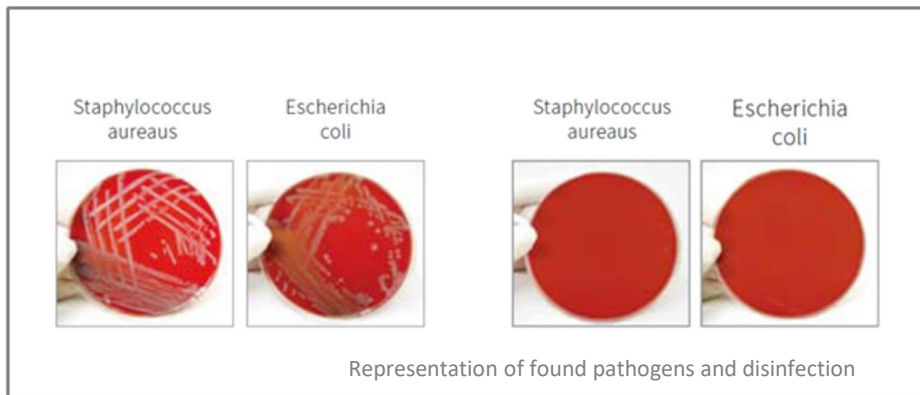 Staphylococcus
aureaus
Escherichia
coli
Staphylococcus
aureaus
Escherichia
coli
Representation of found pathogens and disinfection